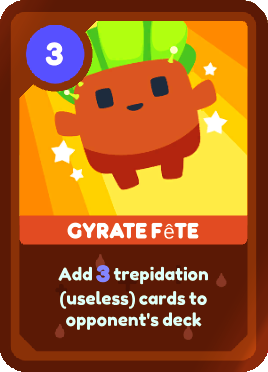 3
GYRATE FÊTE
Add 3 trepidation
(useless) cards to
opponent's deck